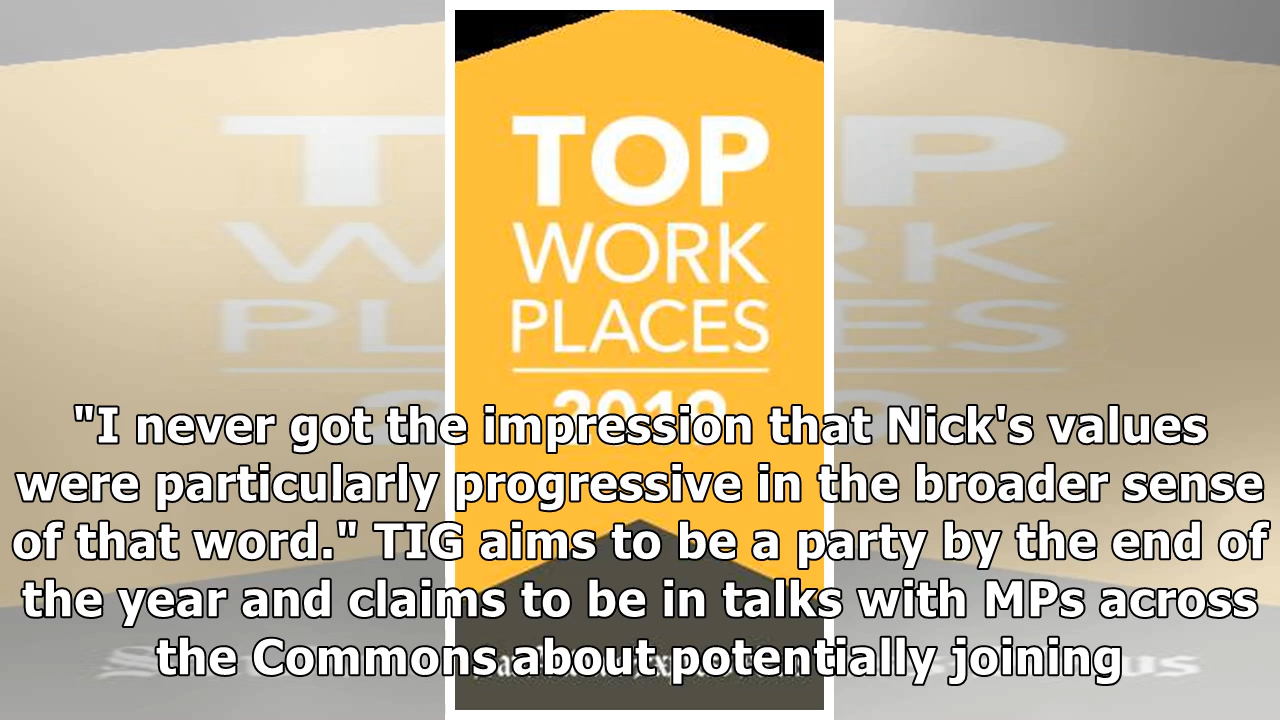 TOP
WORK
PLACES
2019
"I never got the impression that Nick's values
were particularly progressive in the broader sense
of that word." TIG aims to be a party by the end of
the year and claims to be in talks with MPs across
the Commons about potentially joining